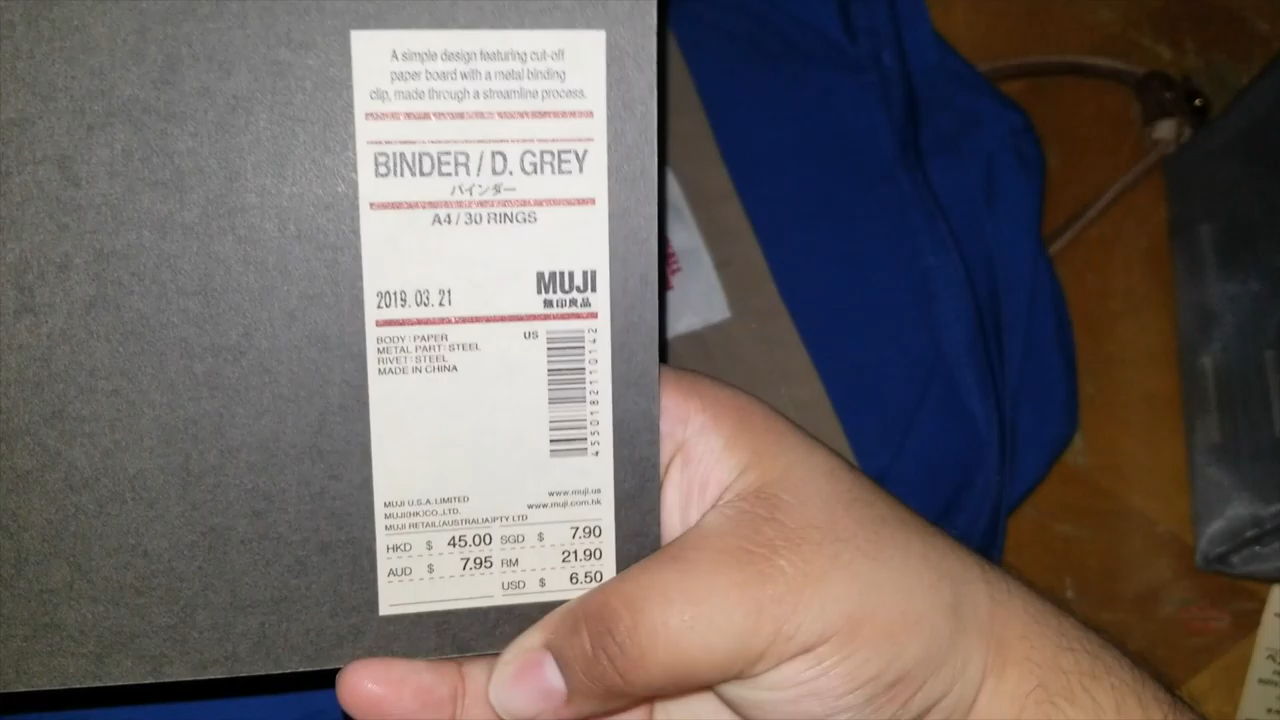 A simple design featuring cut-off
paper board with a metal binding
clip, made through a streamline process.
BINDER / D. GREY
バインダー
A4 / 30 RINGS
2019. 03. 21
MUJI
無印良品
BODY : PAPER
METAL PART : STEEL
RIVET : STEEL
MADE IN CHINA
US
4550182110142
www.muji.us
www.muji.com.hk
MUJI U.S.A. LIMITED
MUJI(HK)CO.,LTD.
MUJI RETAIL(AUSTRALIA)PTY LTD
HKD $ 45.00 SGD $ 7.90
AUD $ 7.95 RM 21.90
USD $ 6.50